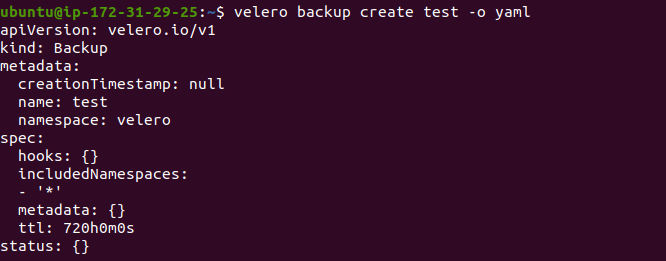 ubuntu@ip-172-31-29-25:~$ velero backup create test -o yaml
apiVersion: velero.io/v1
kind: Backup
metadata:
  creationTimestamp: null
  name: test
  namespace: velero
spec:
  hooks: {}
  includedNamespaces:
  - '*'
  metadata: {}
  ttl: 720h0m0s
status: {}